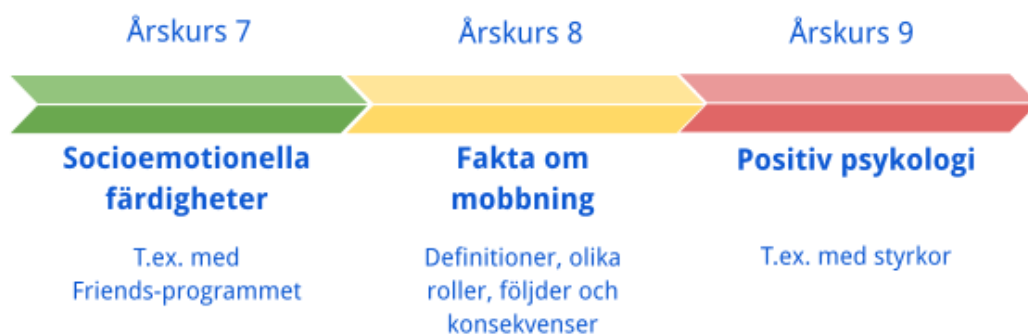 Årskurs 7
Årskurs 8
Årskurs 9
Socioemotionella
färdigheter
Fakta om
mobbning
Positiv psykologi
T.ex. med
Friends-programmet
Definitioner, olika
roller, följder och
konsekvenser
T.ex. med styrkor